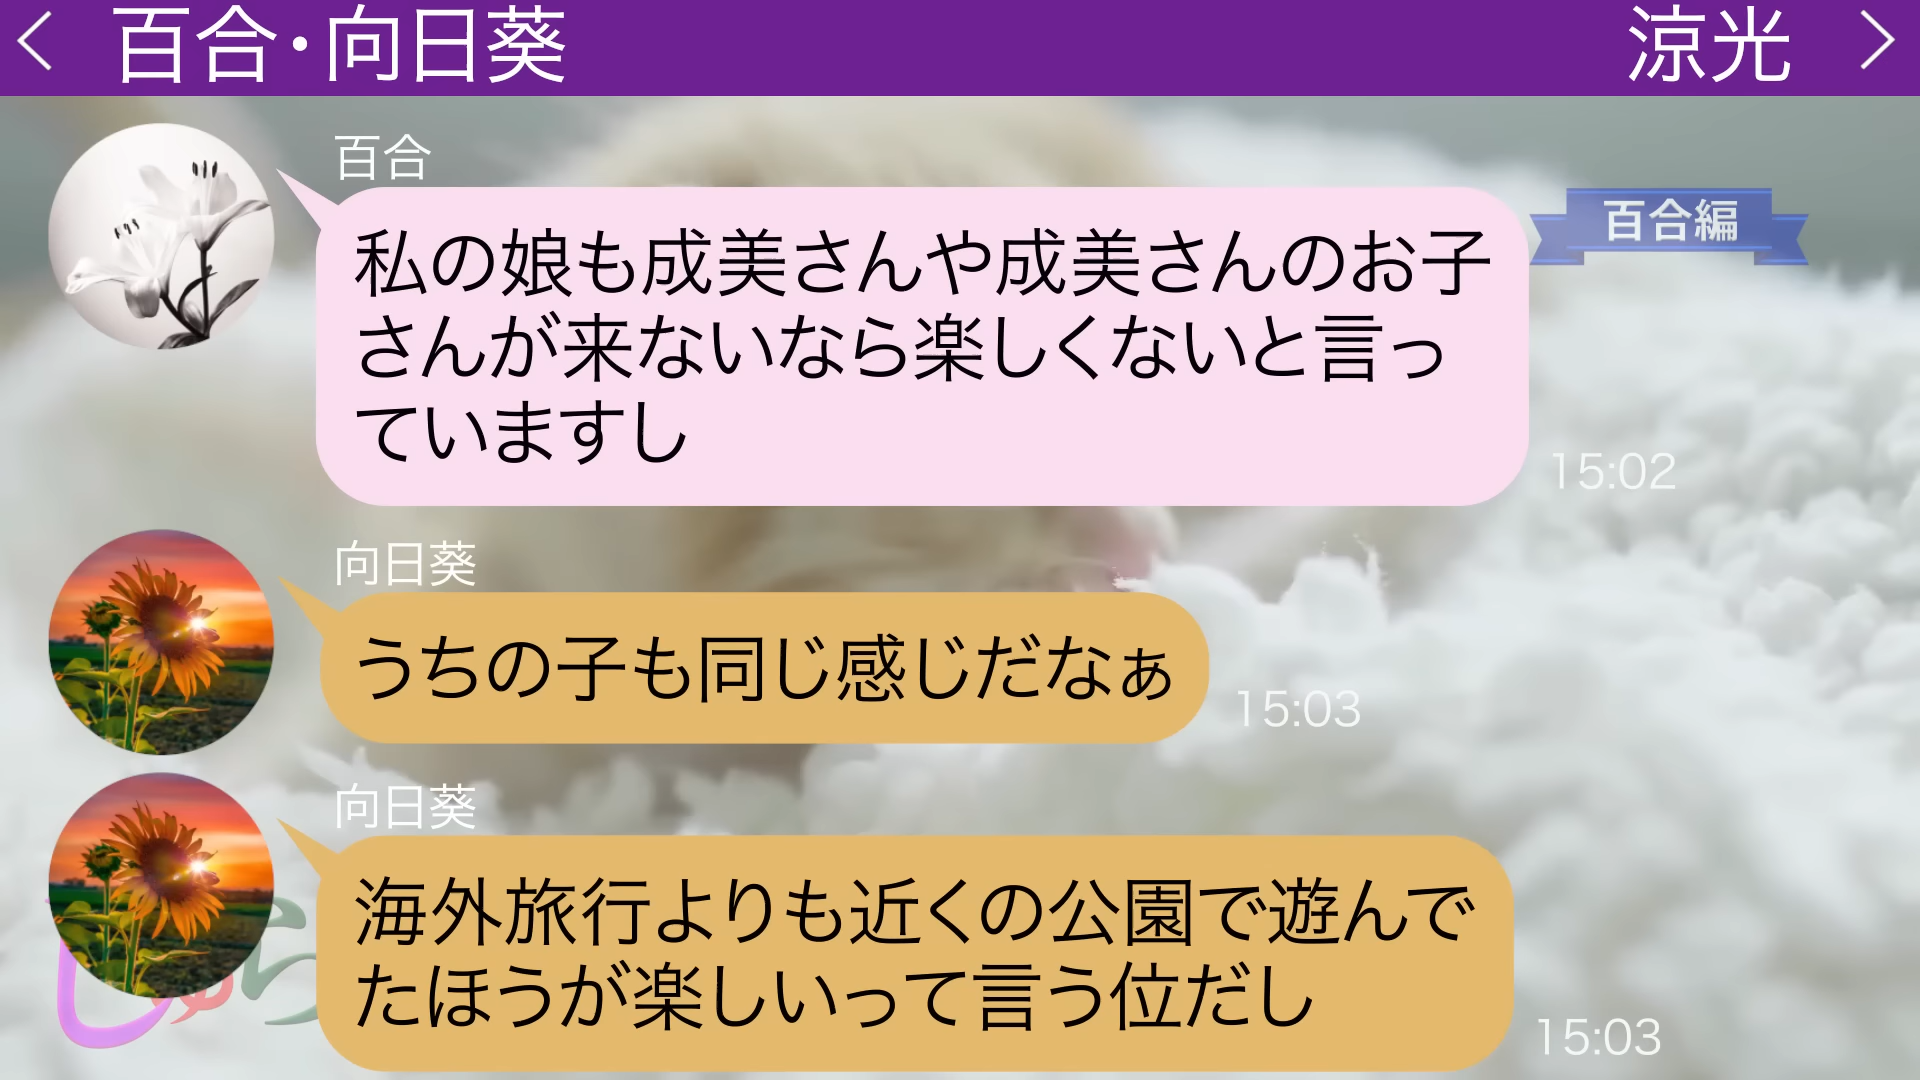 百合・向日葵
涼光
百合
百合編
私の娘も成美さんや成美さんのお子
さんが来ないなら楽しくないと言っ
ていますし
15:02
向日葵
うちの子も同じ感じだなぁ
15:03
向日葵
海外旅行よりも近くの公園で遊んで
たほうが楽しいって言う位だし
15:03